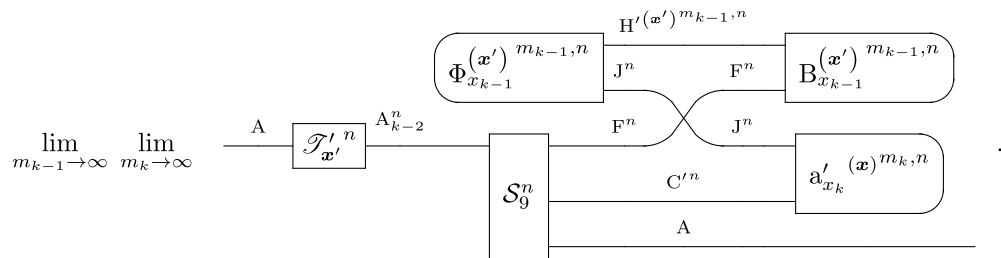 H′^{(𝒙′) m_{k−1},n}
Φ_{x_{k−1}}^{(𝒙′) m_{k−1},n} J^n F^n B_{x_{k−1}}^{(𝒙′) m_{k−1},n}
lim_{m_{k−1}→∞} lim_{m_k→∞} A 𝒯′_{𝒙′}^n A_{k−2}^n F^n J^n .
𝒮_9^n C′^n a′_{x_k}^{(𝒙) m_k,n}
A